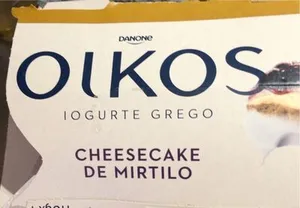 DANONE
OIKOS
IOGURTE GREGO
CHEESECAKE
DE MIRTILO